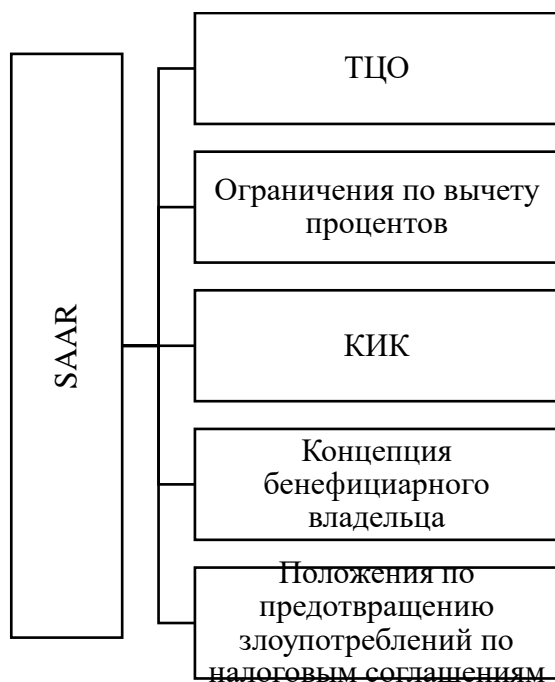 SAAR
ТЦО
Ограничения по вычету
процентов
КИК
Концепция
бенефициарного
владельца
Положения по
предотвращению
злоупотреблений по
налоговым соглашениям